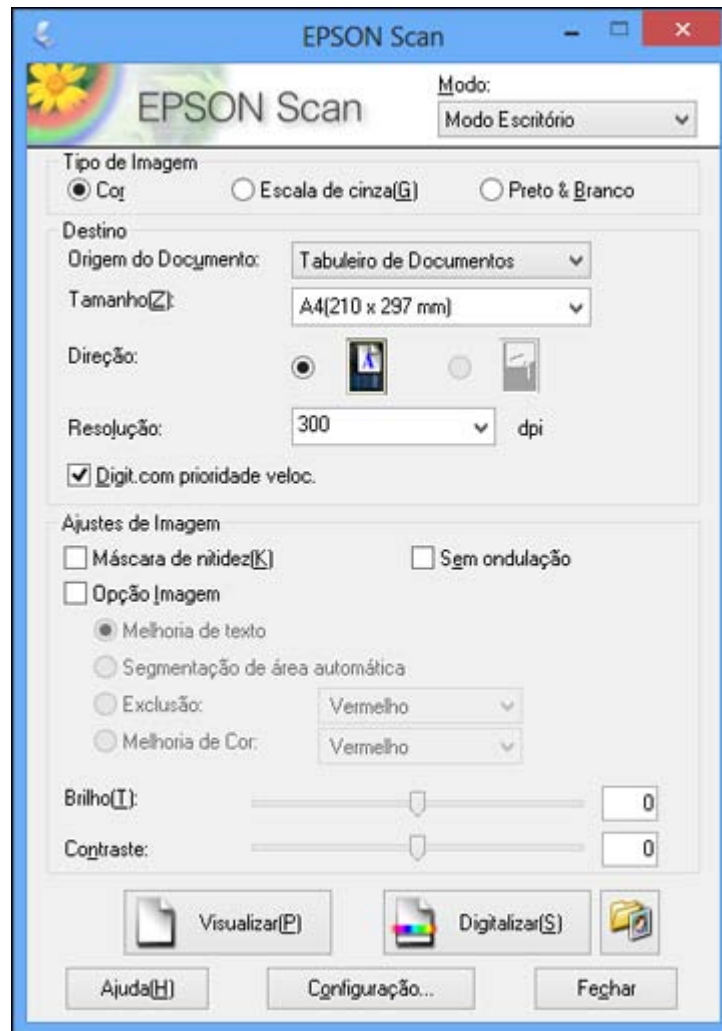 EPSON Scan
EPSON Scan
Modo:
Modo Escritório
Tipo de Imagem
Cor
Escala de cinza(G)
Preto & Branco
Destino
Origem do Documento:
Tabuleiro de Documentos
Tamanho(Z):
A4(210 x 297 mm)
Direção:
Resolução:
300
dpi
Digit.com prioridade veloc.
Ajustes de Imagem
Máscara de nitidez(K)
Sem ondulação
Opção Imagem
Melhoria de texto
Segmentação de área automática
Exclusão:
Vermelho
Melhoria de Cor:
Vermelho
Brilho(T):
0
Contraste:
0
Visualizar(P)
Digitalizar(S)
Ajuda(H)
Configuração...
Fechar